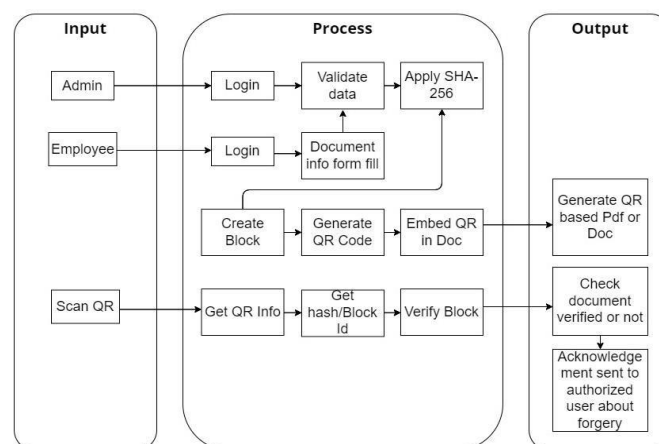 Input
Process
Output
Admin
Login
Validate
data
Apply SHA-
256
Employee
Login
Document
info form fill
Create
Block
Generate
QR Code
Embed QR
in Doc
Generate QR
based Pdf or
Doc
Scan QR
Get QR Info
Get
hash/Block
Id
Verify Block
Check
document
verified or not
Acknowledge
ment sent to
authorized
user about
forgery